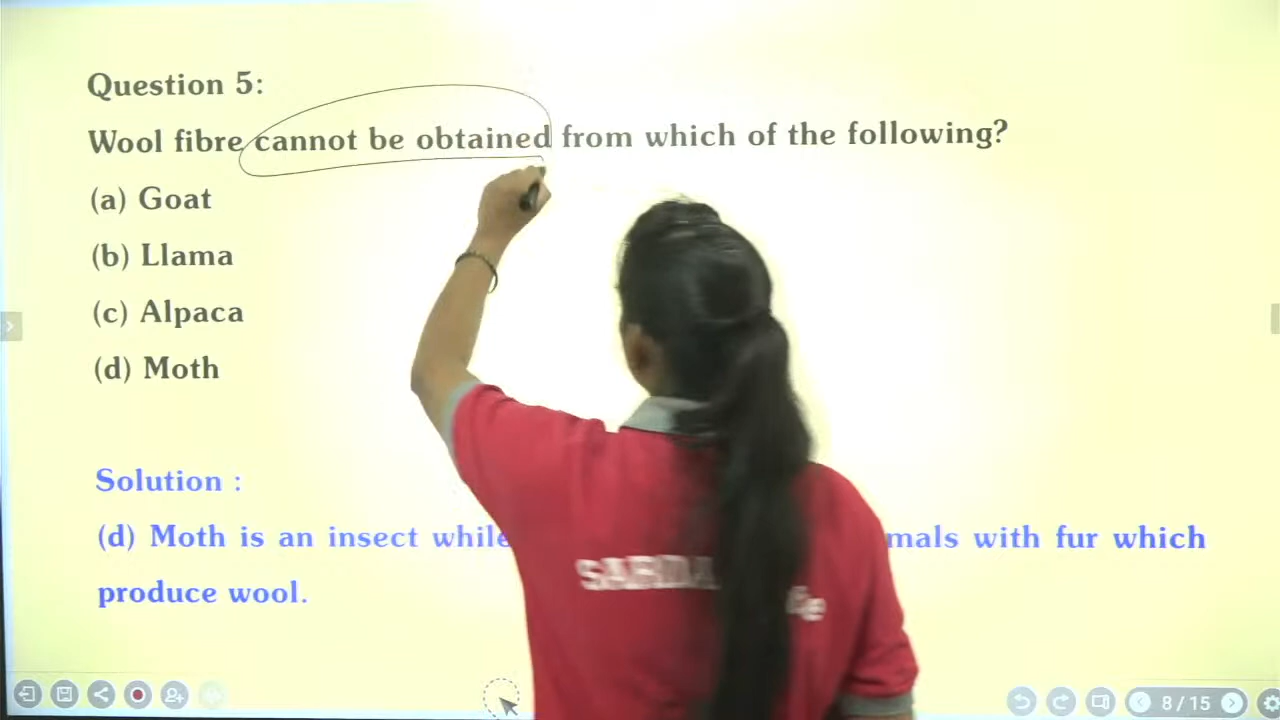 Question 5:
Wool fibre cannot be obtained from which of the following?
(a) Goat
(b) Llama
(c) Alpaca
(d) Moth
Solution :
(d) Moth is an insect while mals with fur which
produce wool.
SARDA
8/15